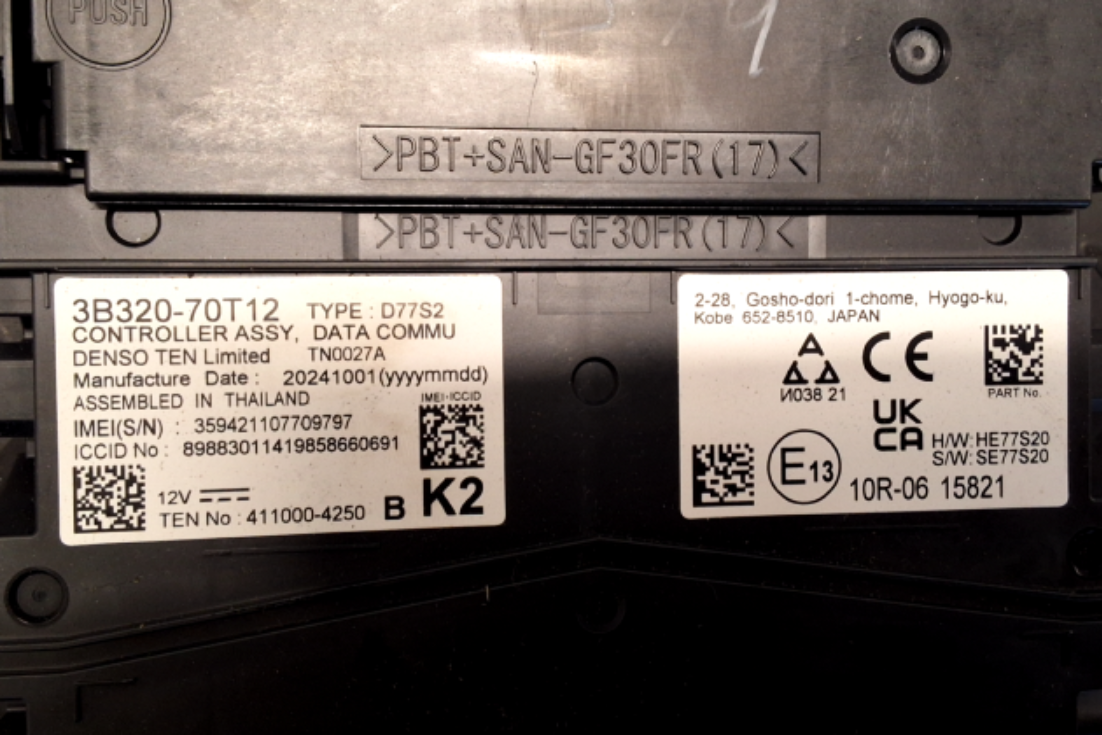 PUSH
>PBT+SAN-GF30FR(17)<
>PBT+SAN-GF30FR(17)<
3B320-70T12 TYPE : D77S2
CONTROLLER ASSY, DATA COMMU
DENSO TEN Limited TN0027A
Manufacture Date : 20241001(yyyymmdd)
ASSEMBLED IN THAILAND
IMEI·ICCID
IMEI(S/N) : 359421107709797
ICCID No : 89883011419858660691
12V
TEN No : 411000-4250 B K2
2-28, Gosho-dori 1-chome, Hyogo-ku,
Kobe 652-8510, JAPAN
CE
И038 21
PART No.
UK
CA
H/W: HE77S20
S/W: SE77S20
E13
10R-06 15821